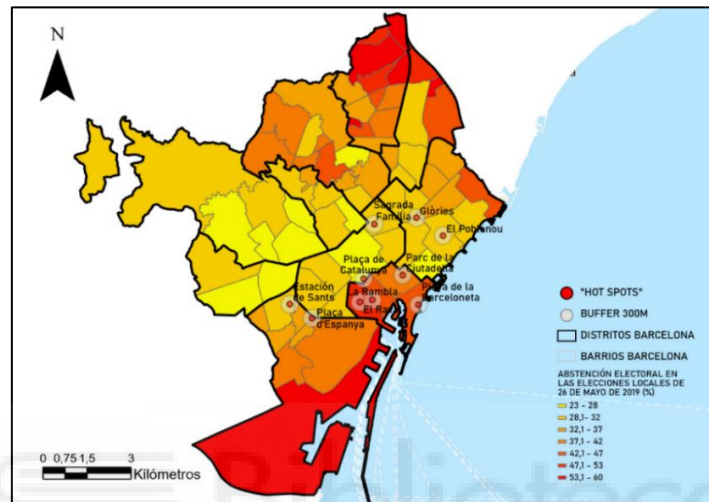 N
Sagrada
Família
Glòries
El Poblenou
Plaça de
Catalunya
Parc de la
Ciutadella
Estación
de Sants
La Rambla
El Raval
Platja de la
Barceloneta
Plaça
d'Espanya
"HOT SPOTS"
BUFFER 300M
DISTRITOS BARCELONA
BARRIOS BARCELONA
ABSTENCIÓN ELECTORAL EN
LAS ELECCIONES LOCALES DE
26 DE MAYO DE 2019 (%)
23 - 28
28,1- 32
32,1 - 37
37,1 - 42
42,1 - 47
47,1 - 53
53,1 - 60
0 0,75 1,5 3
Kilómetros
Biblioteca